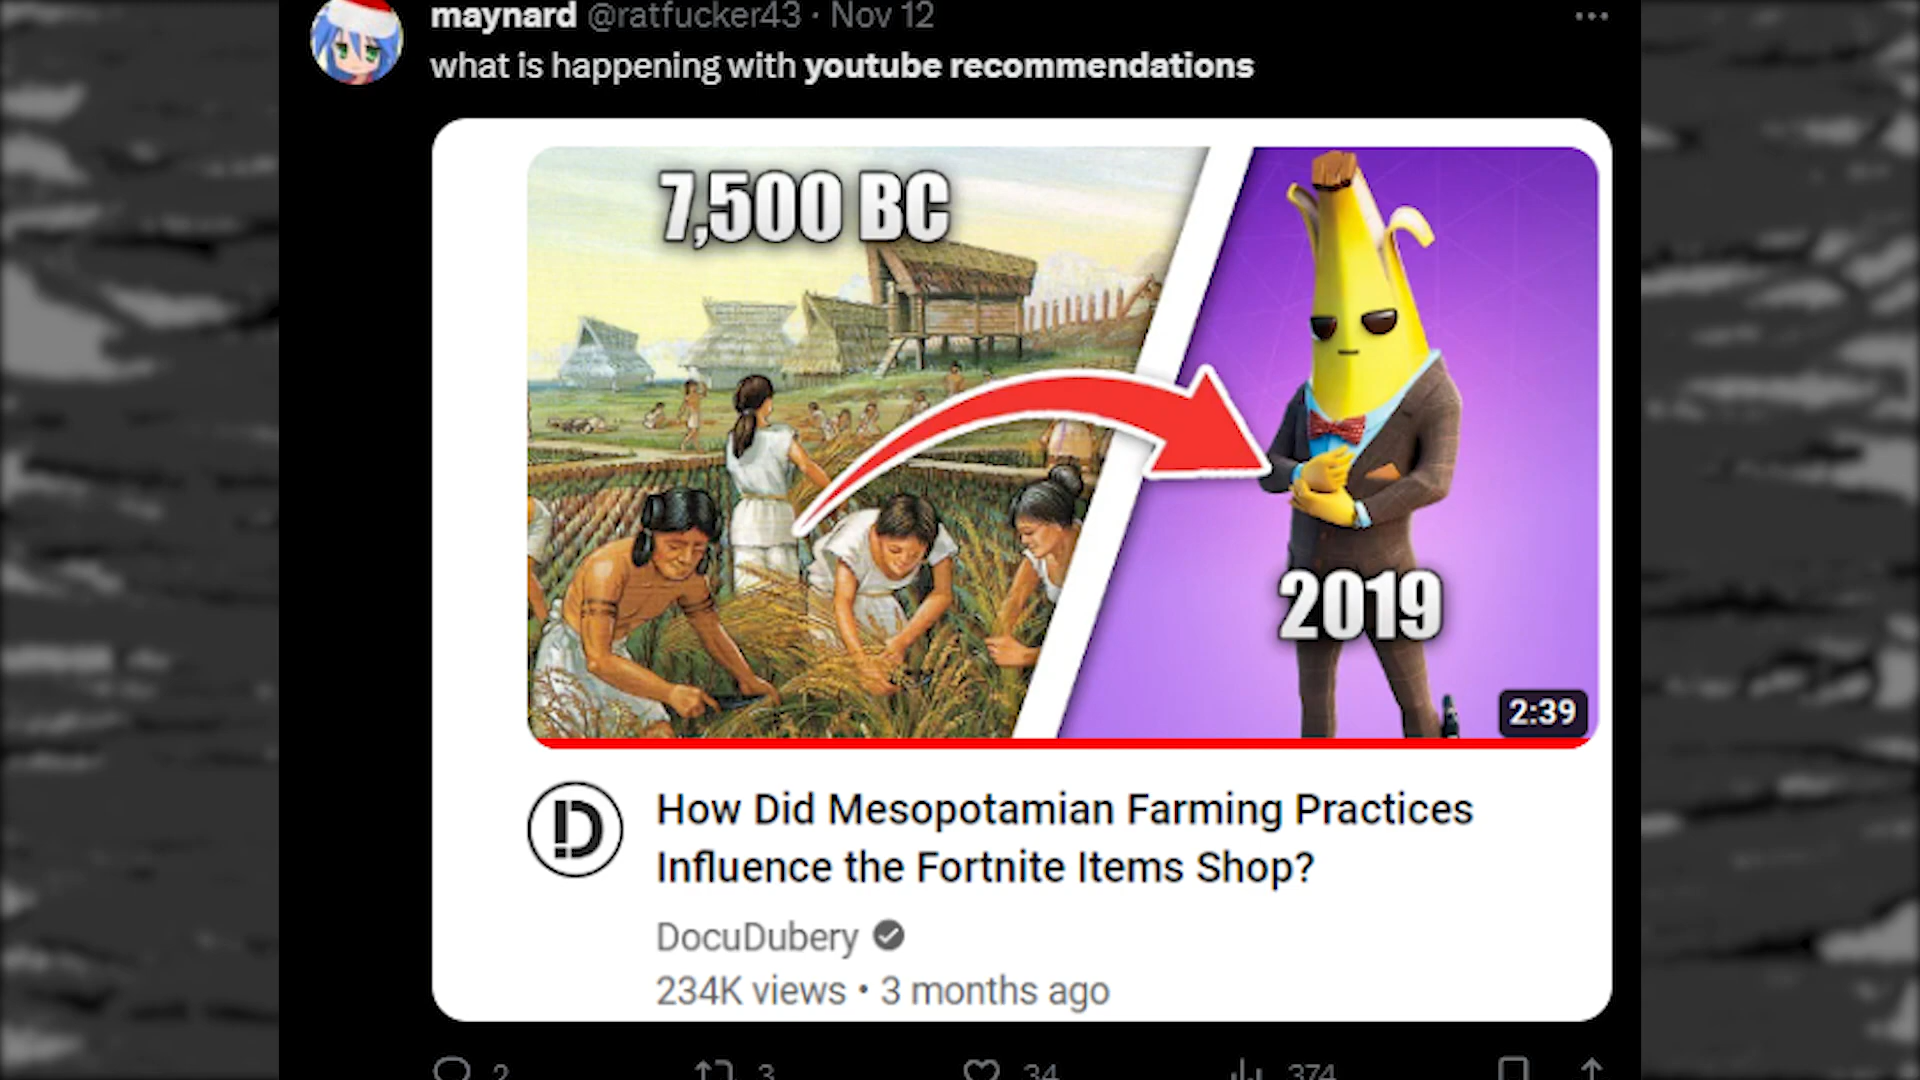 maynard @ratfucker43 · Nov 12
what is happening with youtube recommendations
7,500 BC
2019
2:39
How Did Mesopotamian Farming Practices
Influence the Fortnite Items Shop?
DocuDubery
234K views • 3 months ago
2 3 34 374